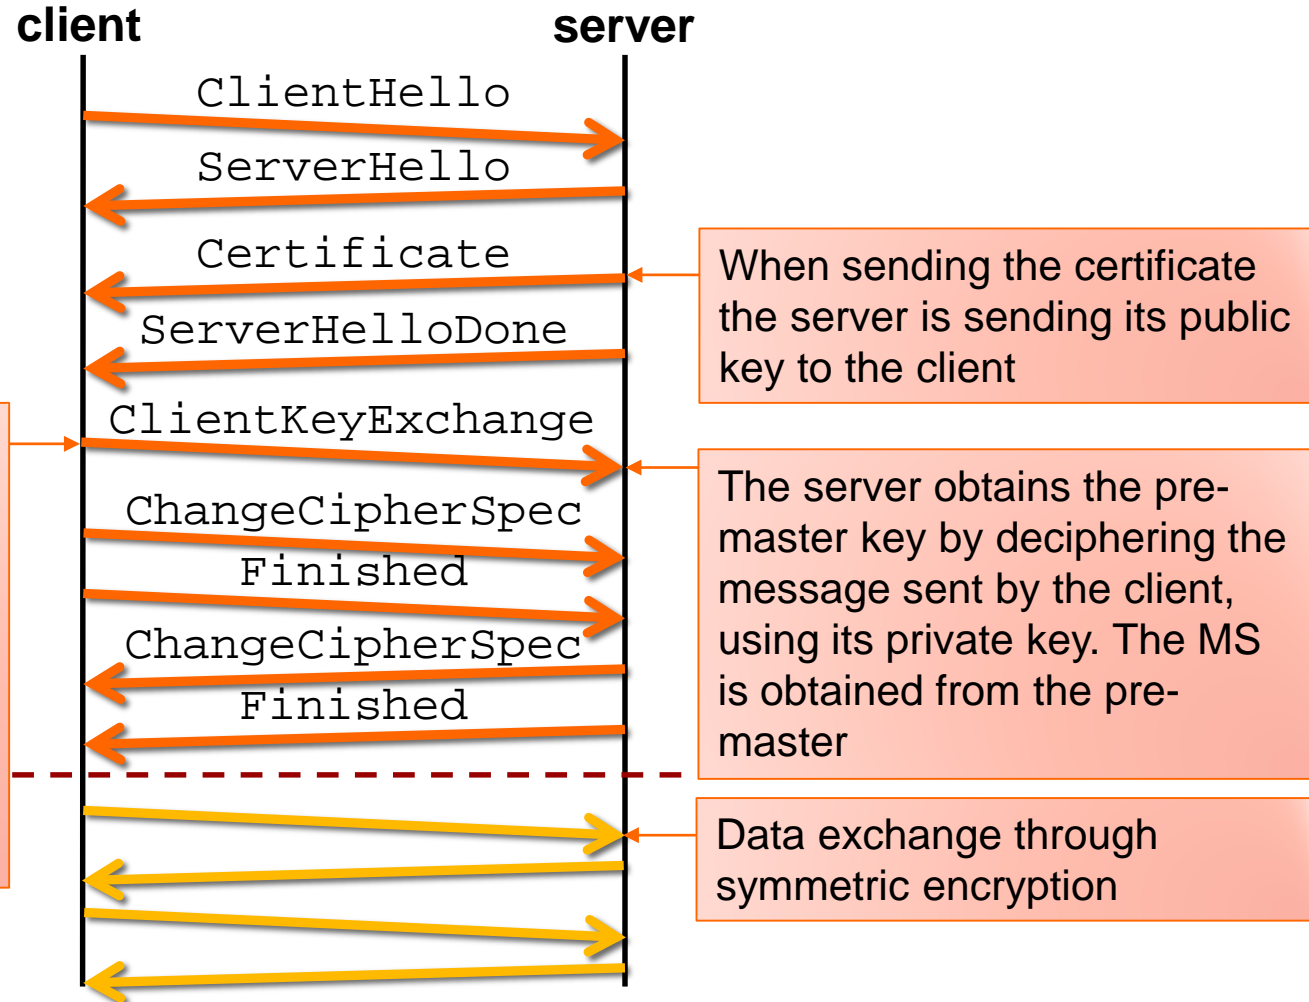 client
server
ClientHello
ServerHello
Certificate
When sending the certificate
the server is sending its public
key to the client
ServerHelloDone
ClientKeyExchange
The server obtains the pre-
master key by deciphering the
message sent by the client,
using its private key. The MS
is obtained from the pre-
master
ChangeCipherSpec
Finished
ChangeCipherSpec
Finished
Data exchange through
symmetric encryption